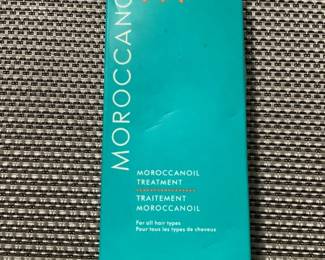 MOROCCANO
MOROCCANOIL
TREATMENT
TRAITEMENT
MOROCCANOIL
For all hair types
Pour tous les types de cheveux